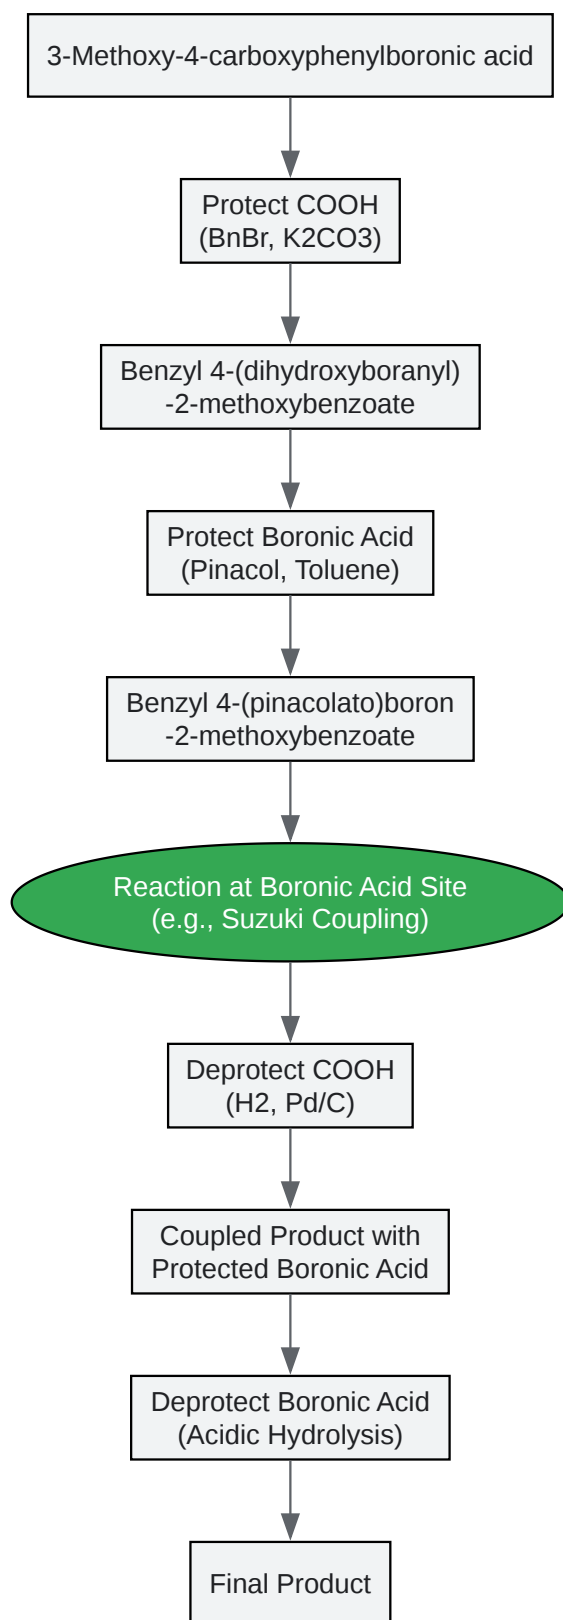 3-Methoxy-4-carboxyphenylboronic acid
Protect COOH
(BnBr, K2CO3)
Benzyl 4-(dihydroxyboranyl)
-2-methoxybenzoate
Protect Boronic Acid
(Pinacol, Toluene)
Benzyl 4-(pinacolato)boron
-2-methoxybenzoate
Reaction at Boronic Acid Site
(e.g., Suzuki Coupling)
Deprotect COOH
(H2, Pd/C)
Coupled Product with
Protected Boronic Acid
Deprotect Boronic Acid
(Acidic Hydrolysis)
Final Product